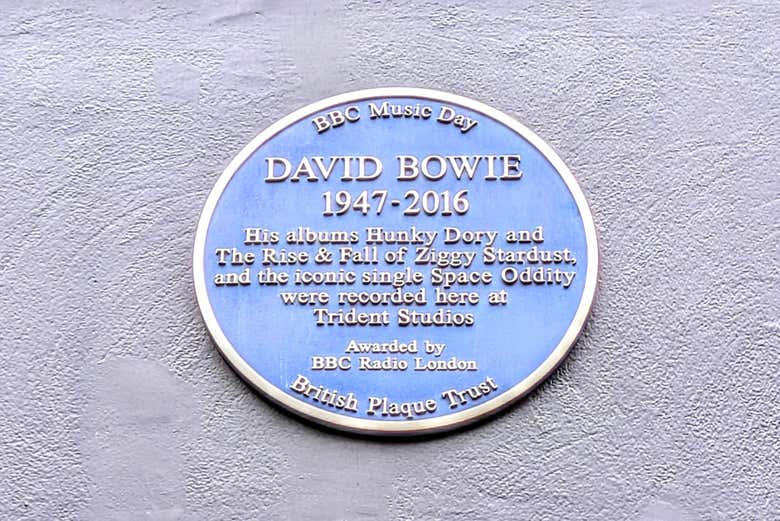 BBC Music Day
DAVID BOWIE
1947-2016
His albums Hunky Dory and
The Rise & Fall of Ziggy Stardust,
and the iconic single Space Oddity
were recorded here at
Trident Studios
Awarded by
BBC Radio London
British Plaque Trust